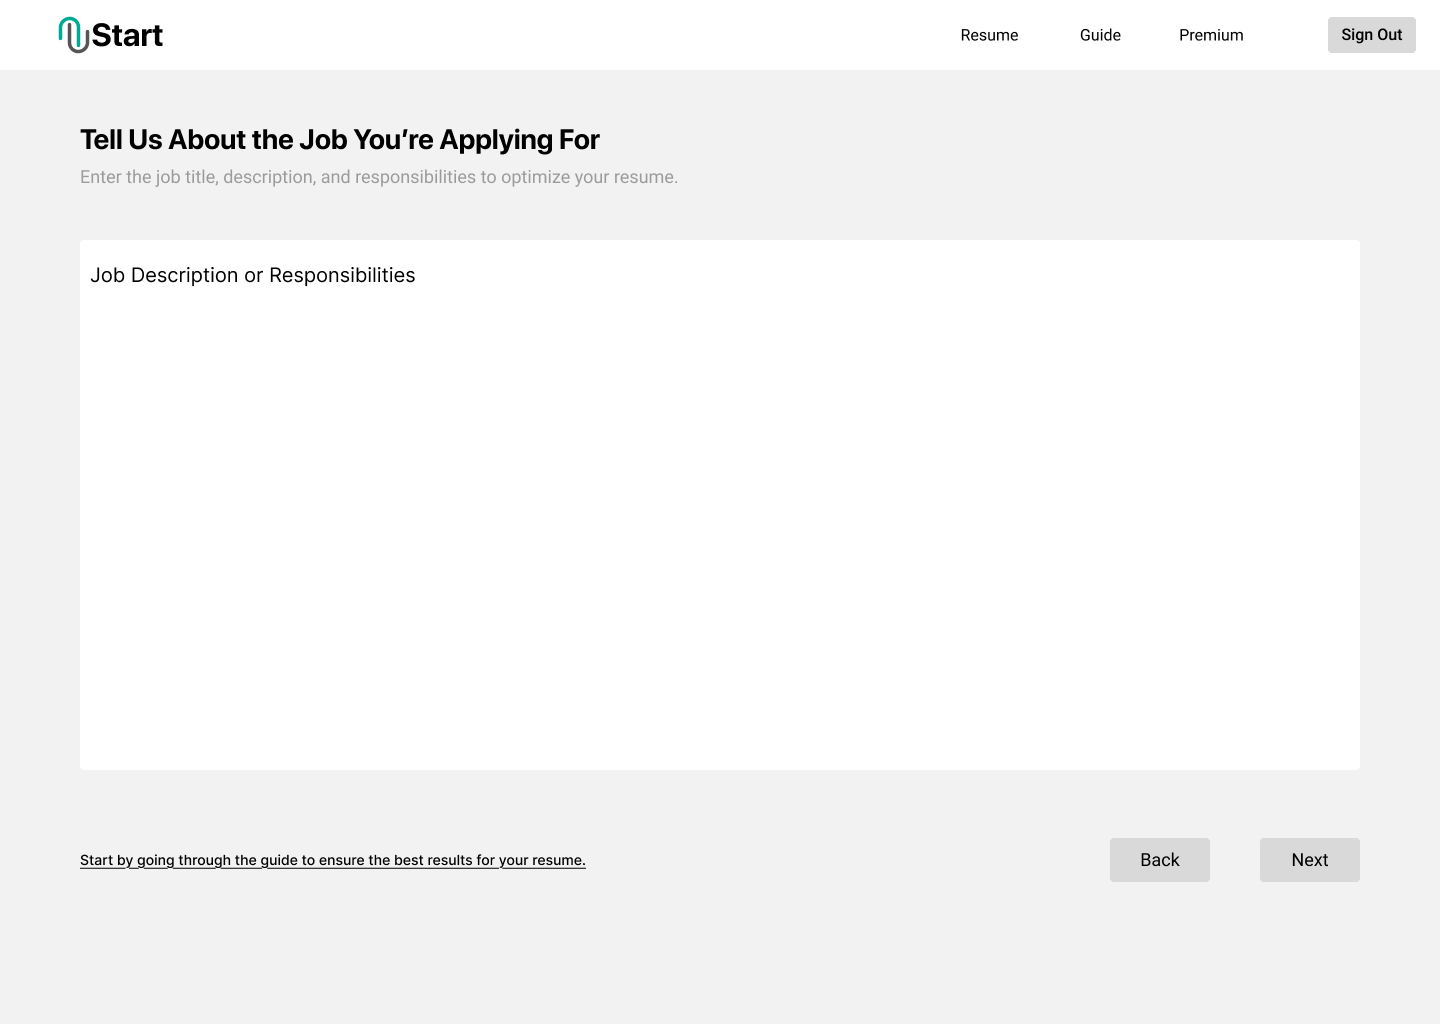 Start
Resume
Guide
Premium
Sign Out
Tell Us About the Job You’re Applying For
Enter the job title, description, and responsibilities to optimize your resume.
Job Description or Responsibilities
Start by going through the guide to ensure the best results for your resume.
Back
Next